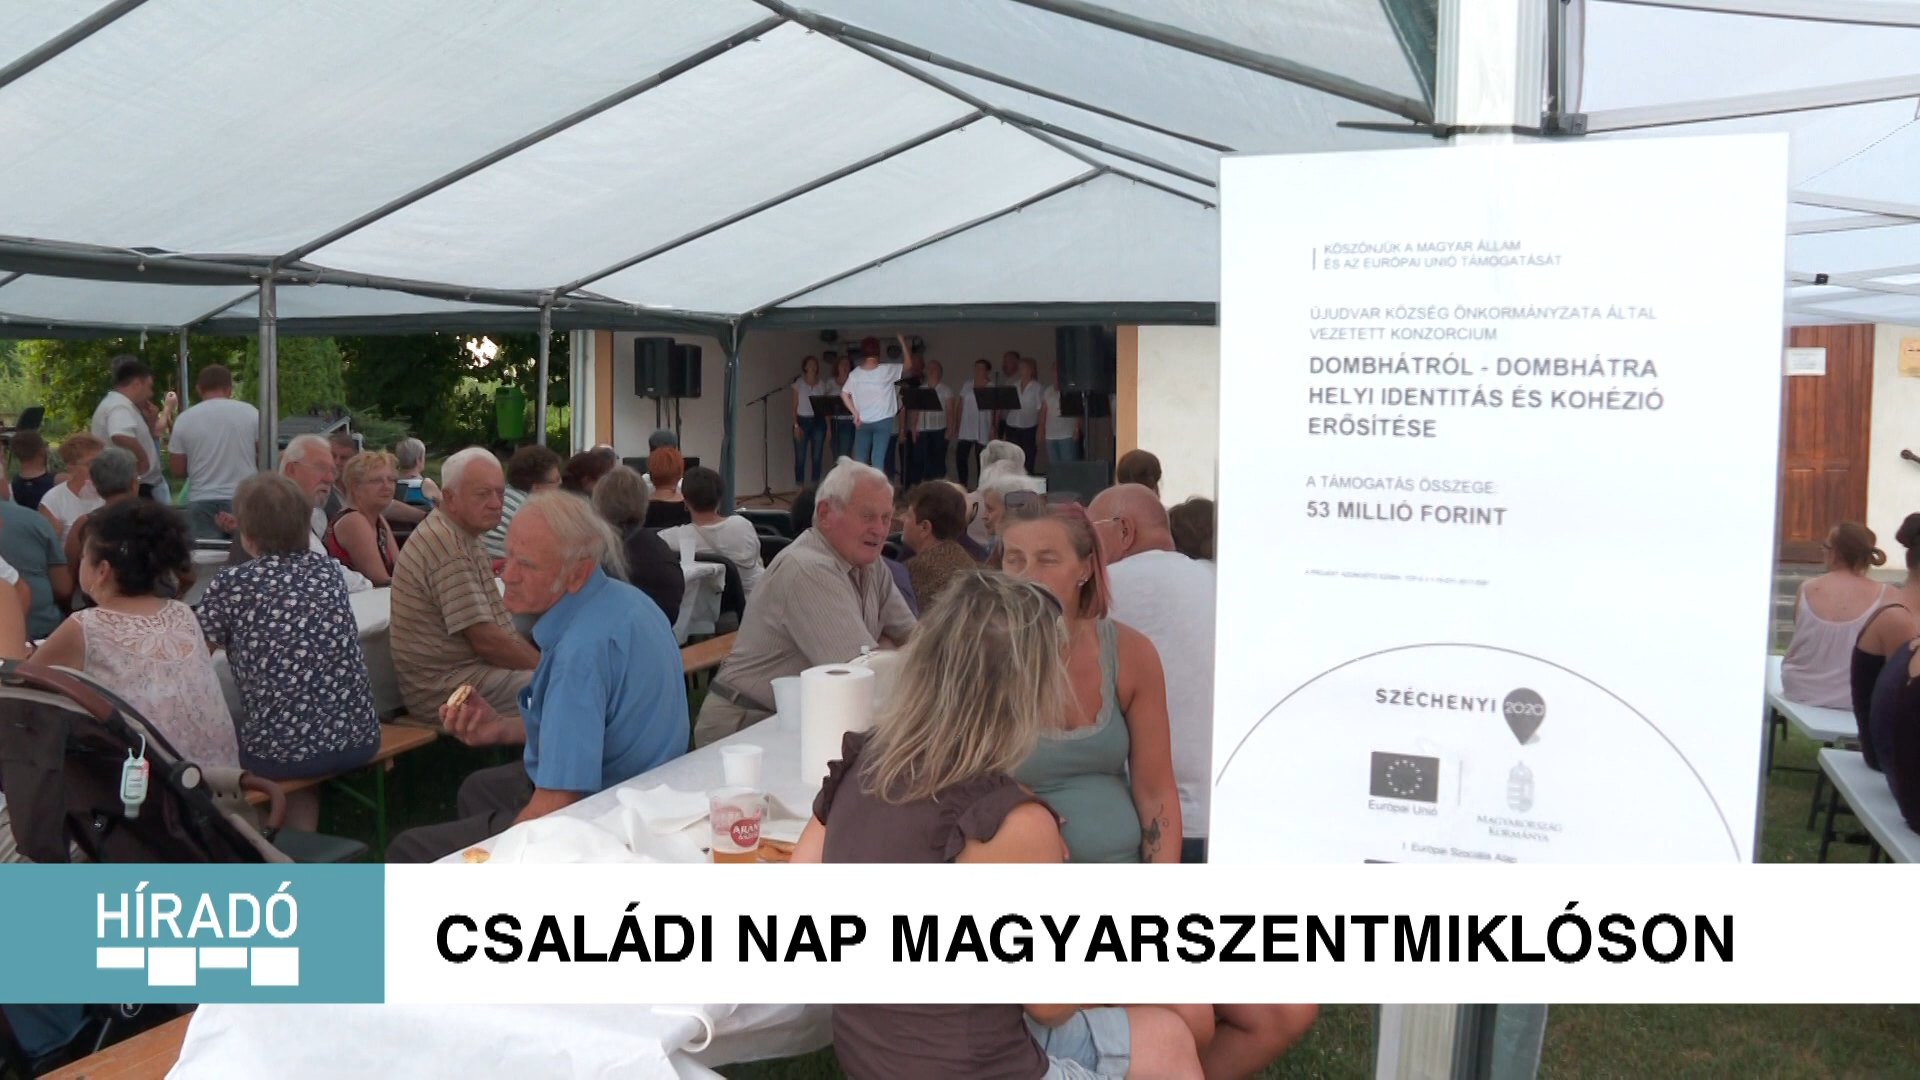 KÖSZÖNJÜK A MAGYAR ÁLLAM
ÉS AZ EURÓPAI UNIÓ TÁMOGATÁSÁT
ÚJUDVAR KÖZSÉG ÖNKORMÁNYZATA ÁLTAL
VEZETETT KONZORCIUM
DOMBHÁTRÓL - DOMBHÁTRA
HELYI IDENTITÁS ÉS KOHÉZIÓ
ERŐSÍTÉSE
A TÁMOGATÁS ÖSSZEGE:
53 MILLIÓ FORINT
SZÉCHENYI 2020
Európai Unió
MAGYARORSZÁG
KORMÁNYA
Európai Szociális Alap
HÍRADÓ
CSALÁDI NAP MAGYARSZENTMIKLÓSON